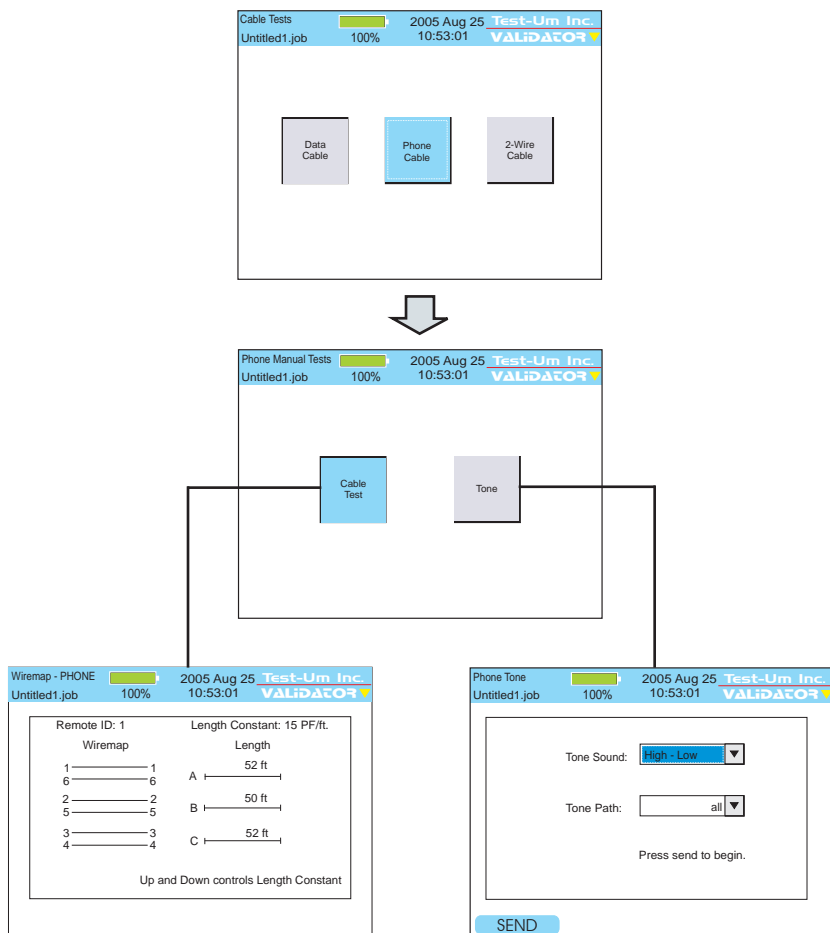 Cable Tests 2005 Aug 25 Test-Um Inc.
Untitled1.job 100% 10:53:01 VALiDATOR
Data Cable
Phone Cable
2-Wire Cable
Phone Manual Tests 2005 Aug 25 Test-Um Inc.
Untitled1.job 100% 10:53:01 VALiDATOR
Cable Test
Tone
Wiremap - PHONE 2005 Aug 25 Test-Um Inc.
Untitled1.job 100% 10:53:01 VALiDATOR
Remote ID: 1 Length Constant: 15 PF/ft.
Wiremap Length
1 1
6 6
A 52 ft
2 2
5 5
B 50 ft
3 3
4 4
C 52 ft
Up and Down controls Length Constant
Phone Tone 2005 Aug 25 Test-Um Inc.
Untitled1.job 100% 10:53:01 VALiDATOR
Tone Sound: High - Low
Tone Path: all
Press send to begin.
SEND